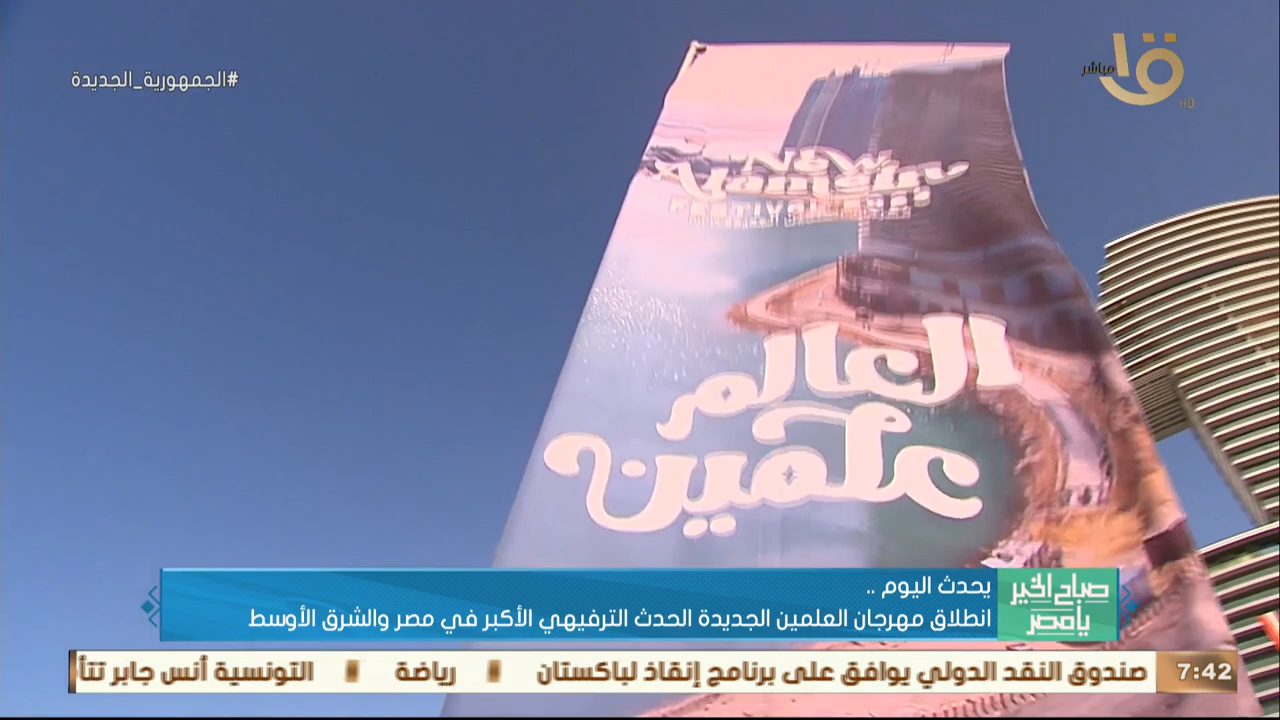 #الجمهورية_الجديدة
مباشر
HD
New
Alamein
FESTIVAL
العالم
علمين
صباح الخير
يا مصر
يحدث اليوم ..
انطلاق مهرجان العلمين الجديدة الحدث الترفيهي الأكبر في مصر والشرق الأوسط
7:42
صندوق النقد الدولي يوافق على برنامج إنقاذ لباكستان رياضة التونسية أنس جابر تتأ